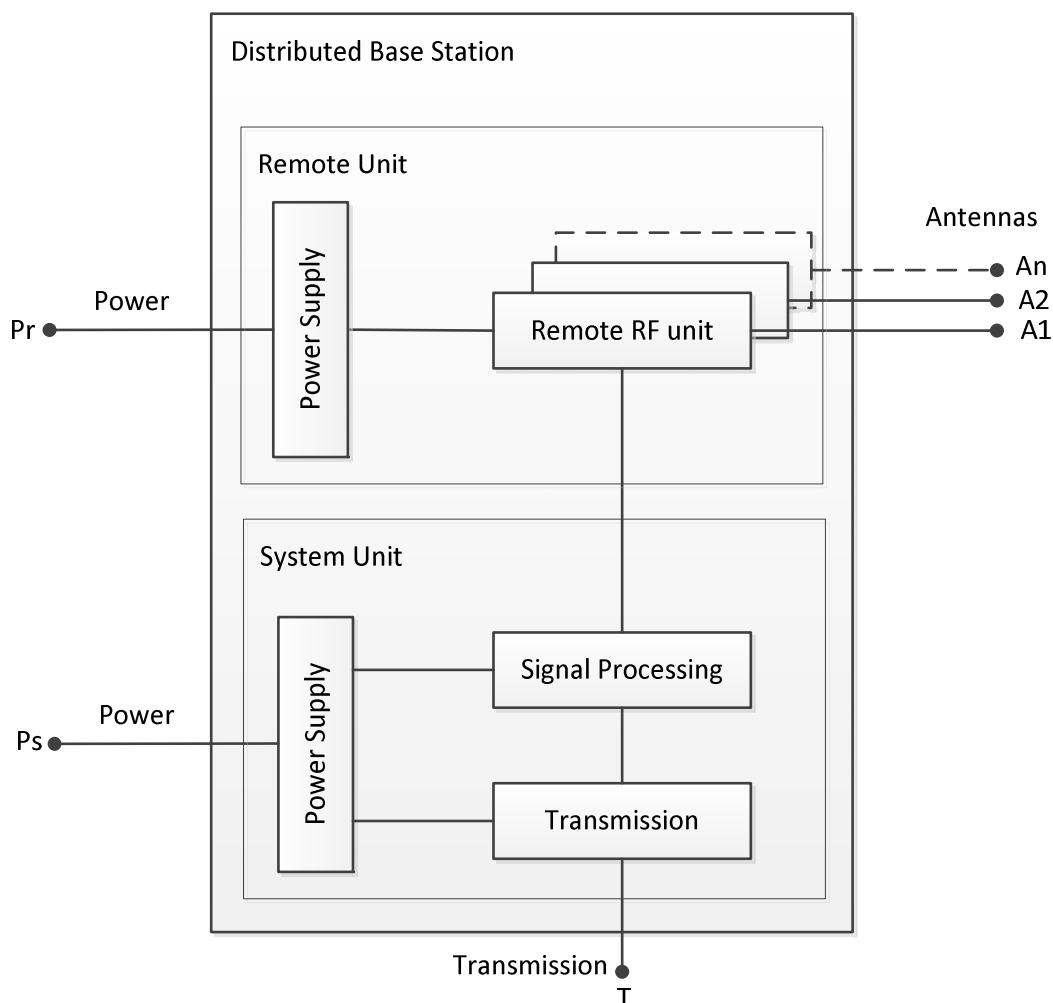 Distributed Base Station
Remote Unit
Antennas
An
Power
A2
Pr
Power Supply
Remote RF unit
A1
System Unit
Signal Processing
Power
Ps
Power Supply
Transmission
Transmission
T